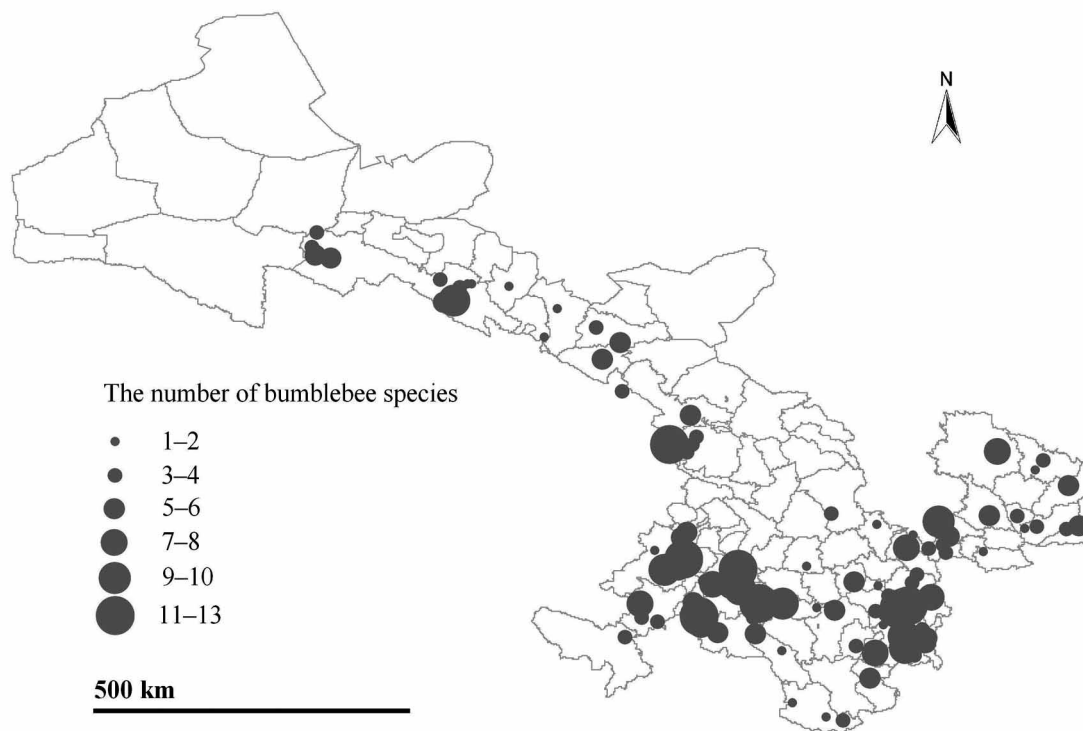 N
The number of bumblebee species
1–2
3–4
5–6
7–8
9–10
11–13
500 km